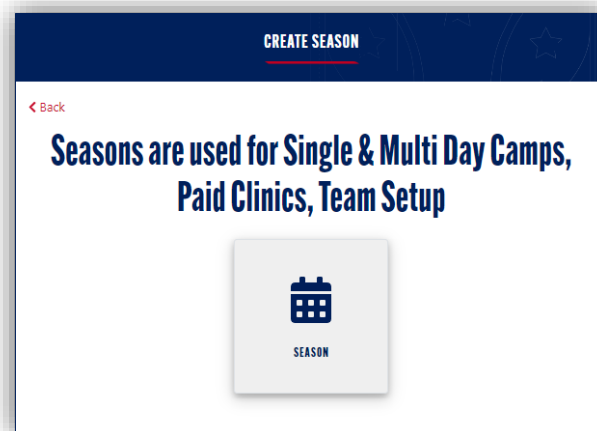 CREATE SEASON
Back
Seasons are used for Single & Multi Day Camps,
Paid Clinics, Team Setup
SEASON